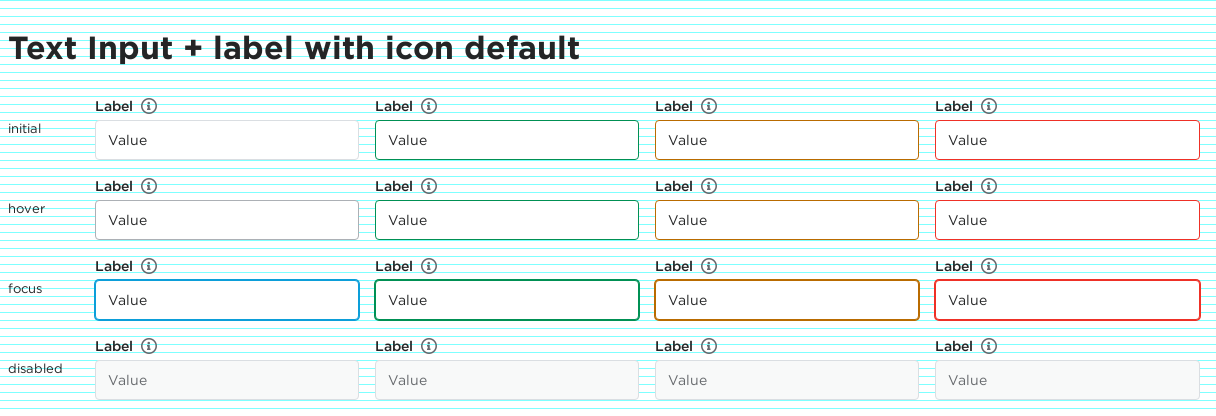 Text Input + label with icon default
Label Label Label Label
initial
Value Value Value Value
Label Label Label Label
hover
Value Value Value Value
Label Label Label Label
focus
Value Value Value Value
Label Label Label Label
disabled
Value Value Value Value